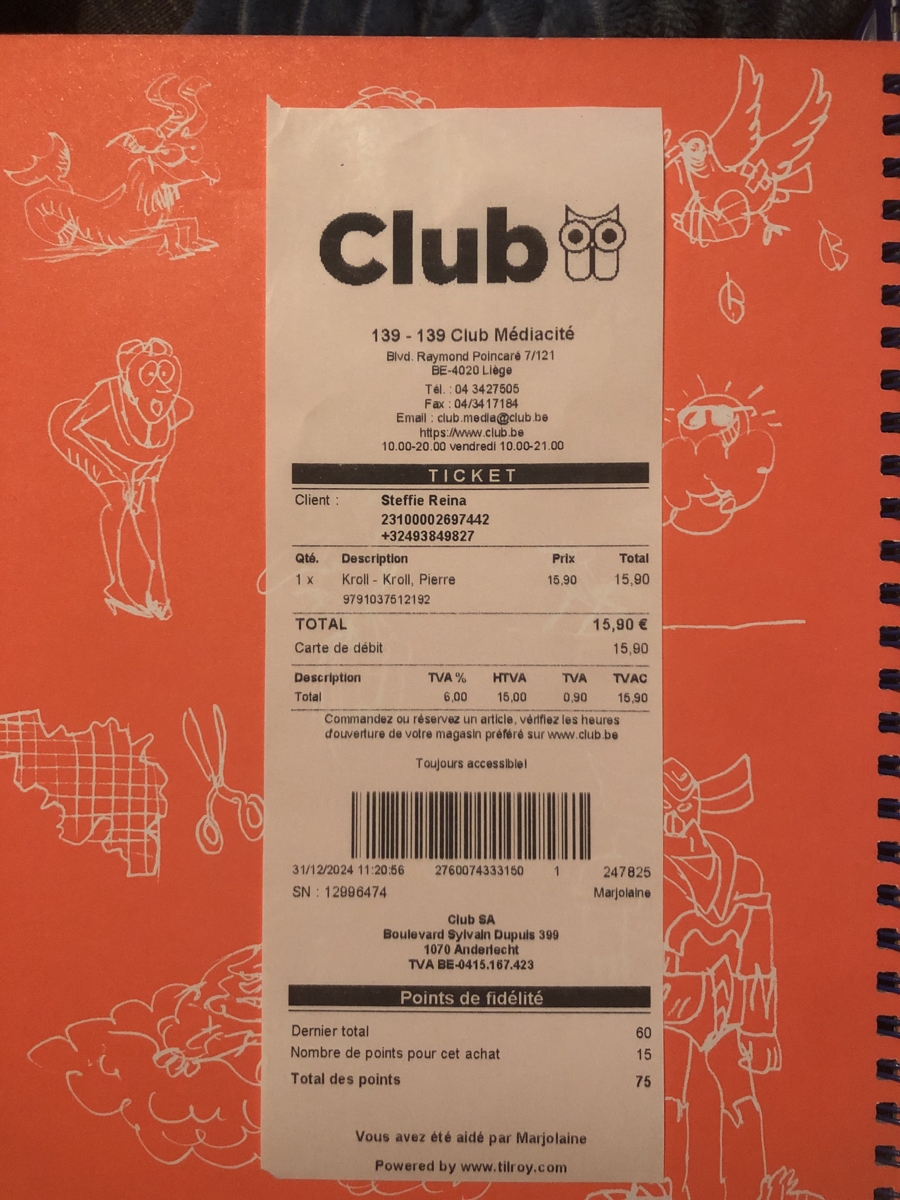 Club
139 - 139 Club Médiacité
Blvd. Raymond Poincaré 7/121
BE-4020 Liège
Tél. : 04 3427605
Fax : 04/3417184
Email : club.media@club.be
https://www.club.be
10.00-20.00 vendredi 10.00-21.00
TICKET
Client : Steffie Reina
23100002697442
+32493849827
Qté. Description Prix Total
1 x Kroll - Kroll, Pierre 15,90 15,90
9791037512192
TOTAL 15,90 €
Carte de débit 15,90
Description TVA % HTVA TVA TVAC
Total 6,00 15,00 0,90 15,90
Commandez ou réservez un article, vérifiez les heures
d'ouverture de votre magasin préféré sur www.club.be
Toujours accessible!
31/12/2024 11:20:56 2760074333150 1 247825
SN : 12996474 Marjolaine
Club SA
Boulevard Sylvain Dupuis 399
1070 Anderlecht
TVA BE-0415.167.423
Points de fidélité
Dernier total 60
Nombre de points pour cet achat 15
Total des points 75
Vous avez été aidé par Marjolaine
Powered by www.tilroy.com